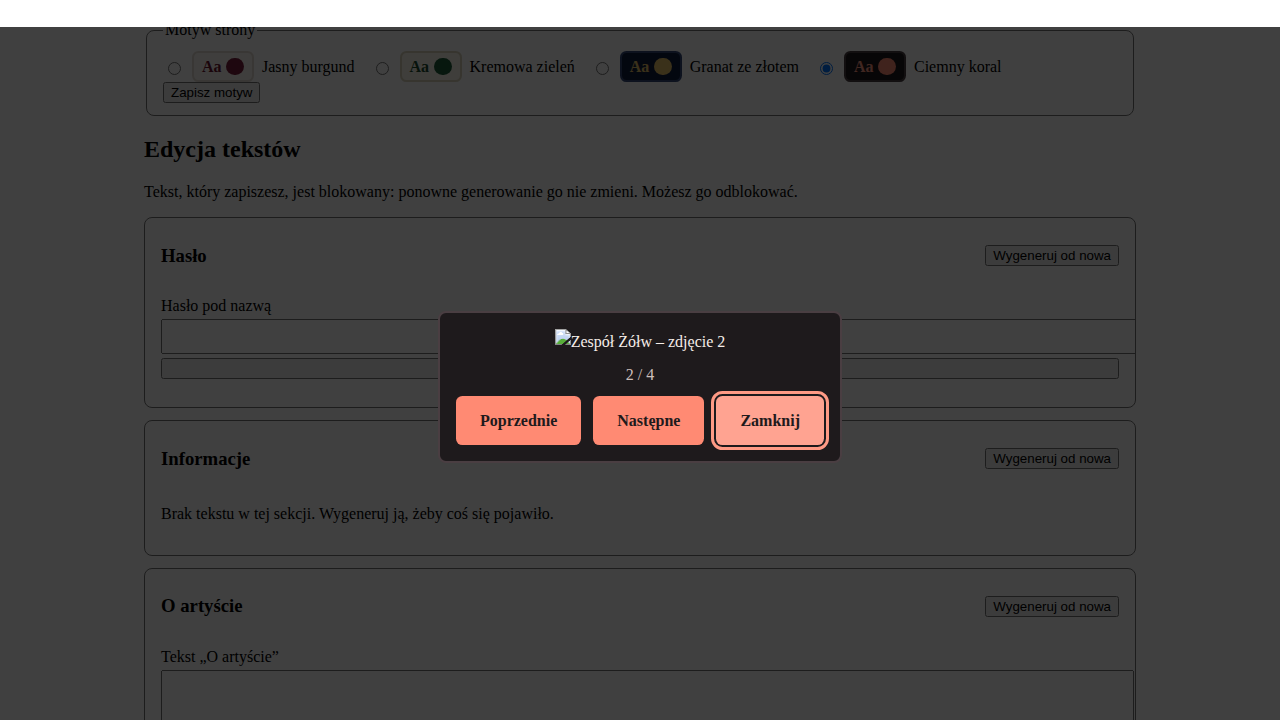 Motyw strony
Aa Jasny burgund Aa Kremowa zieleń Aa Granat ze złotem Aa Ciemny koral
Zapisz motyw
Edycja tekstów
Tekst, który zapiszesz, jest blokowany: ponowne generowanie go nie zmieni. Możesz go odblokować.
Hasło
Wygeneruj od nowa
Hasło pod nazwą
Zespół Żółw – zdjęcie 2
2 / 4
Poprzednie Następne Zamknij
Informacje
Wygeneruj od nowa
Brak tekstu w tej sekcji. Wygeneruj ją, żeby coś się pojawiło.
O artyście
Wygeneruj od nowa
Tekst „O artyście”